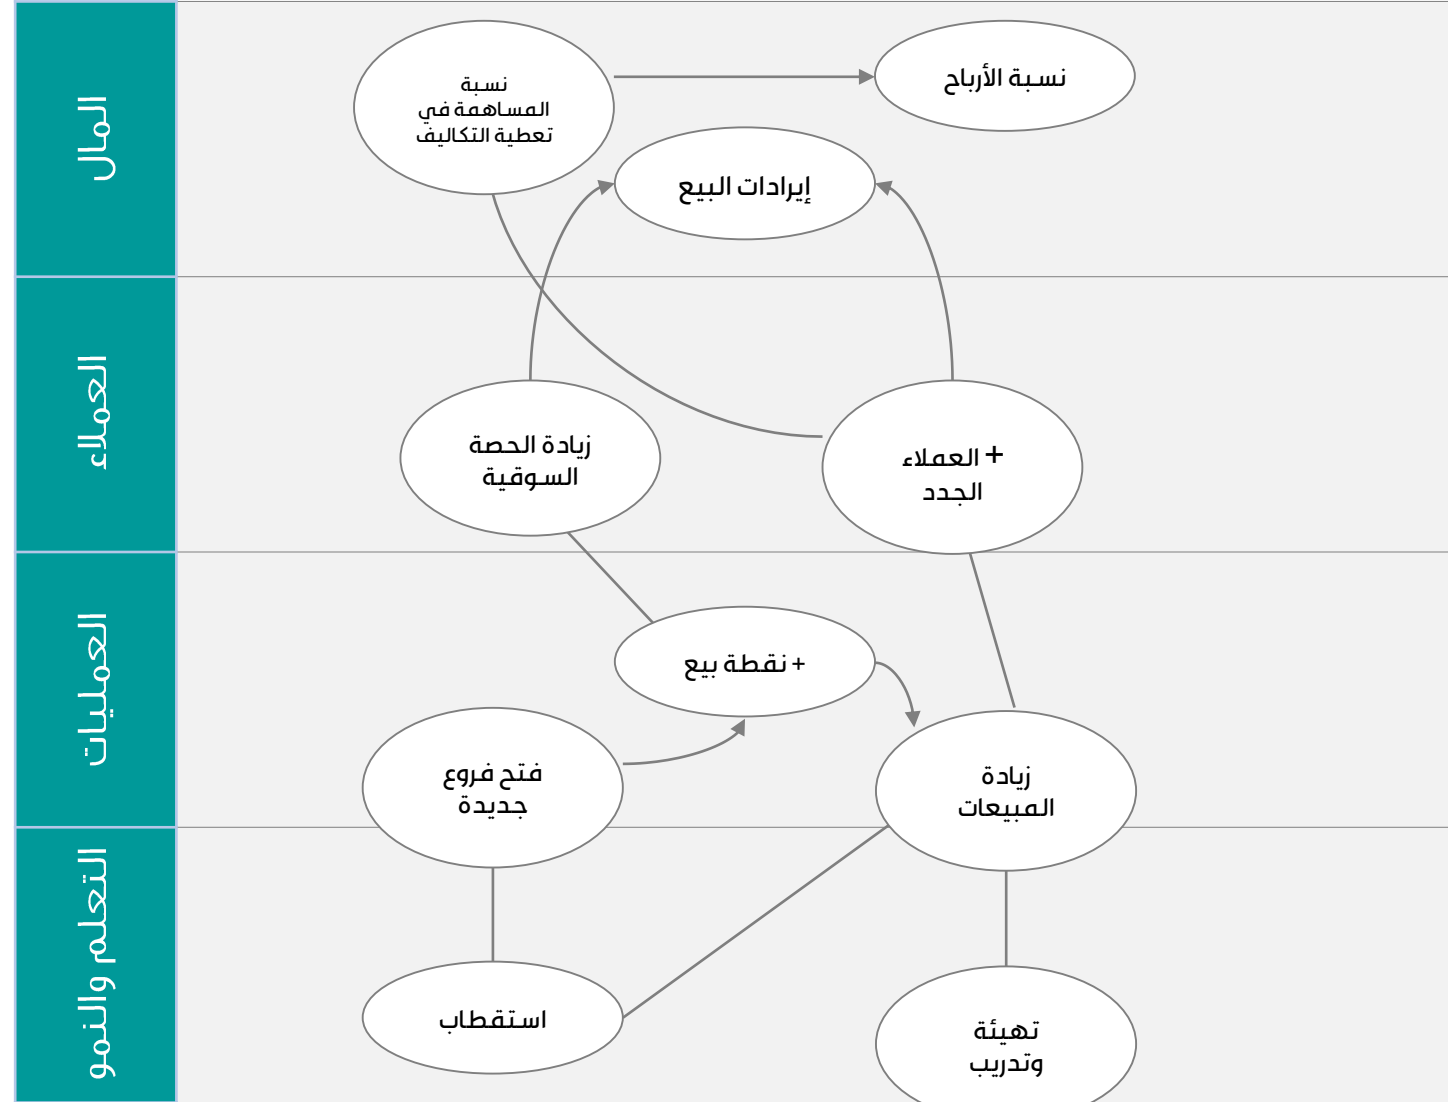 المال
نسبة الأرباح
نسبة
المساهمة في
تعطية التكاليف
إيرادات البيع
العملاء
+ العملاء
الجدد
زيادة الحصة
السوقية
العمليات
+ نقطة بيع
زيادة
المبيعات
فتح فروع
جديدة
التعلم والنمو
استقطاب
تهيئة
وتدريب